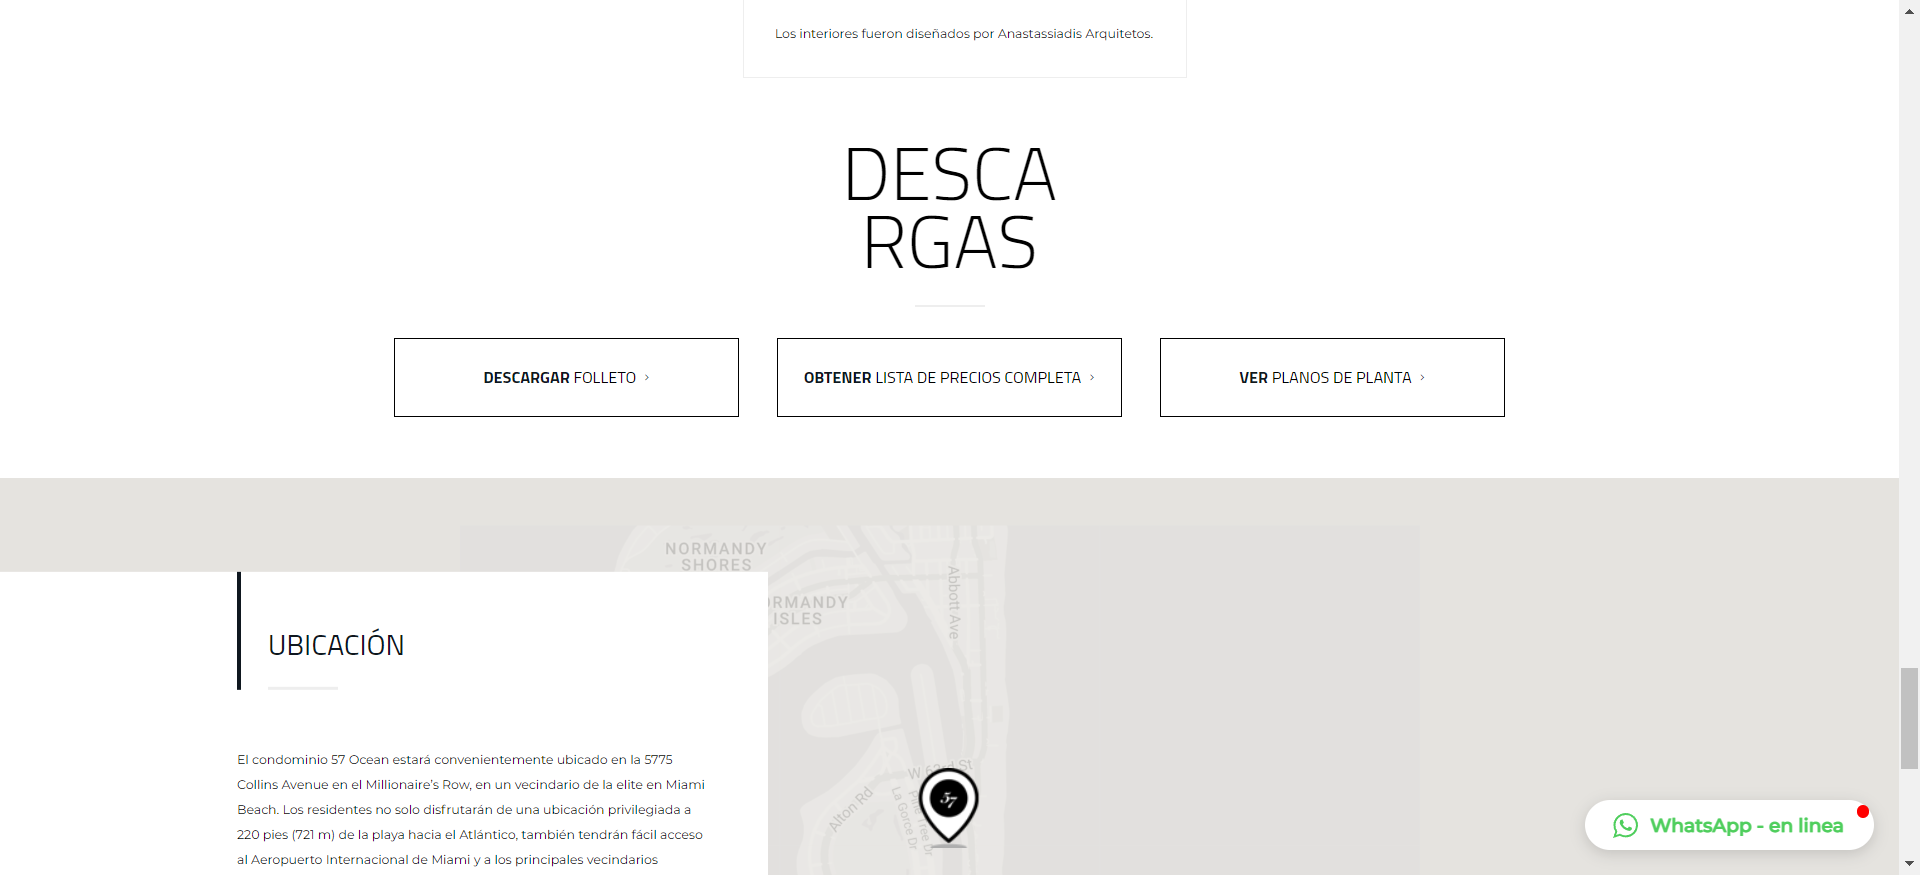 Los interiores fueron diseñados por Anastassiadis Arquitetos.
DESCA
RGAS
DESCARGAR FOLLETO ›
OBTENER LISTA DE PRECIOS COMPLETA ›
VER PLANOS DE PLANTA ›
NORMANDY
SHORES
RMANDY
ISLES
Abbott Ave
UBICACIÓN
El condominio 57 Ocean estará convenientemente ubicado en la 5775
Collins Avenue en el Millionaire’s Row, en un vecindario de la elite en Miami
Beach. Los residentes no solo disfrutarán de una ubicación privilegiada a
220 pies (721 m) de la playa hacia el Atlántico, también tendrán fácil acceso
al Aeropuerto Internacional de Miami y a los principales vecindarios
W 63rd St
Alton Rd
La Gorce Dr
Pine Tree Dr
57
WhatsApp - en linea